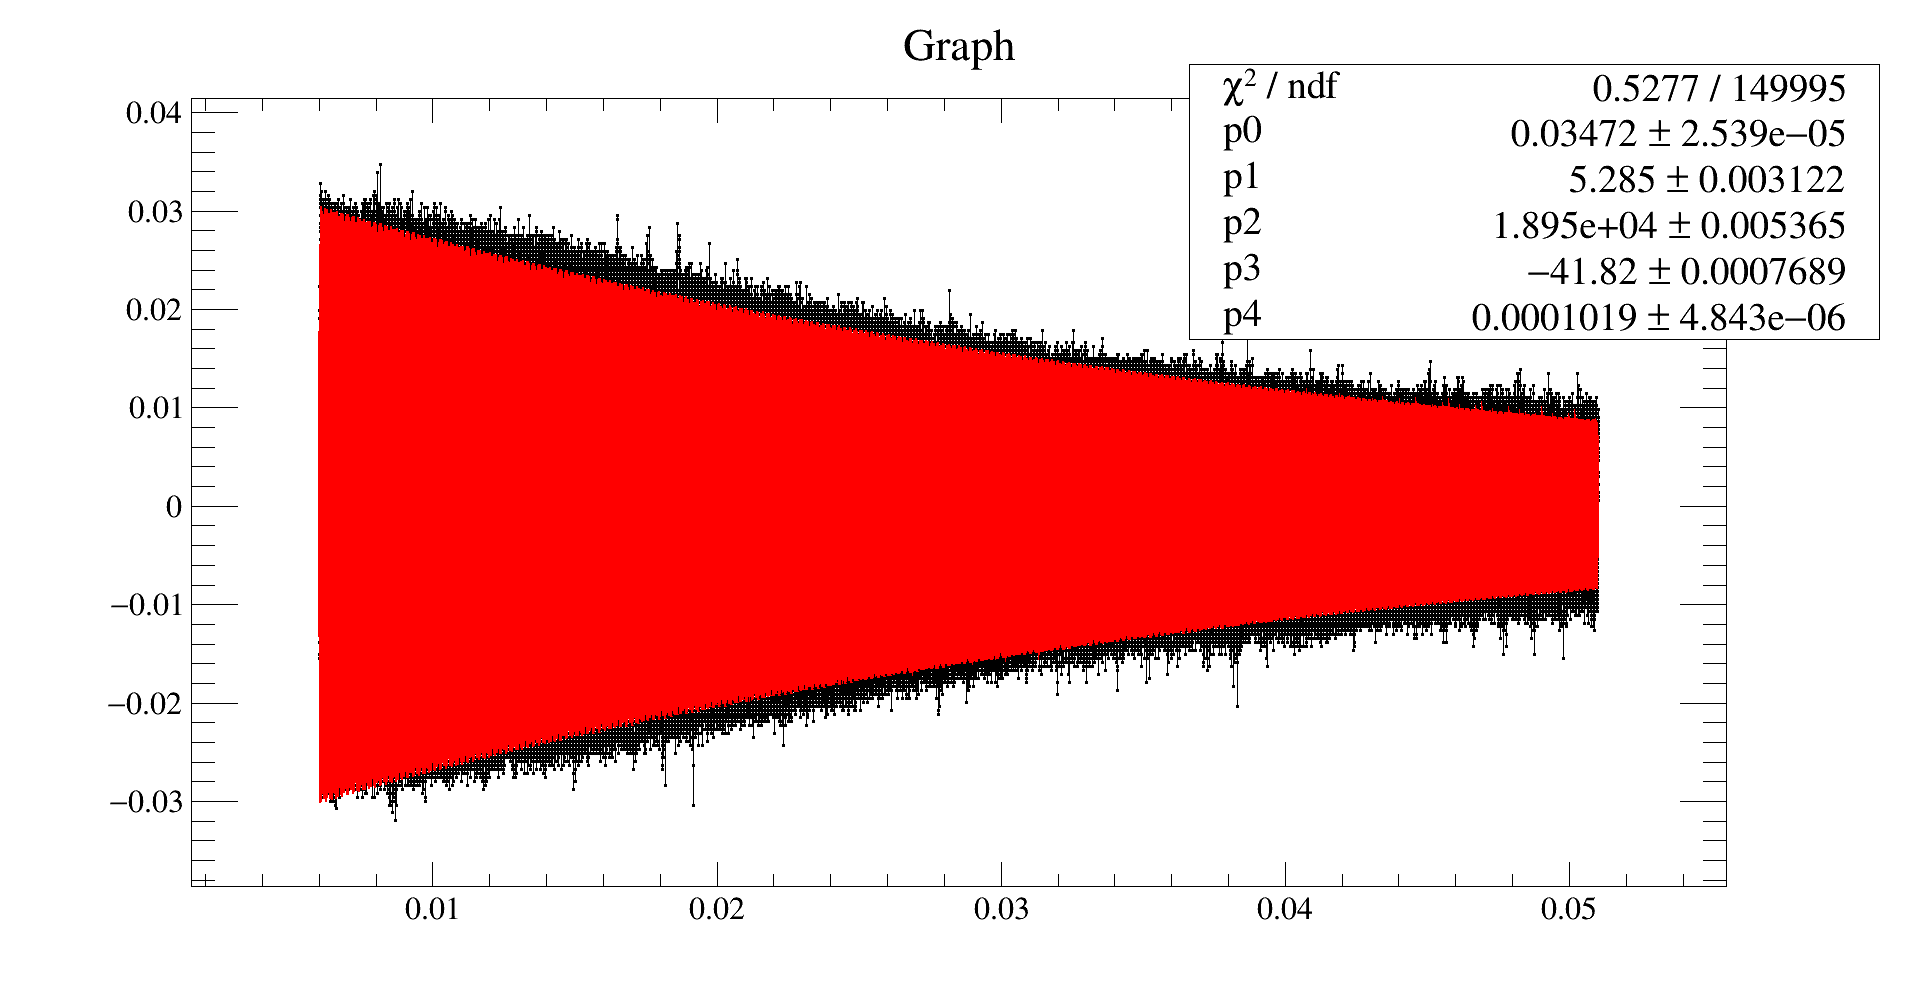 Graph
χ² / ndf 0.5277 / 149995
p0 0.03472 ± 2.539e−05
p1 5.285 ± 0.003122
p2 1.895e+04 ± 0.005365
p3 −41.82 ± 0.0007689
p4 0.0001019 ± 4.843e−06
0.04
0.03
0.02
0.01
0
−0.01
−0.02
−0.03
0.01 0.02 0.03 0.04 0.05